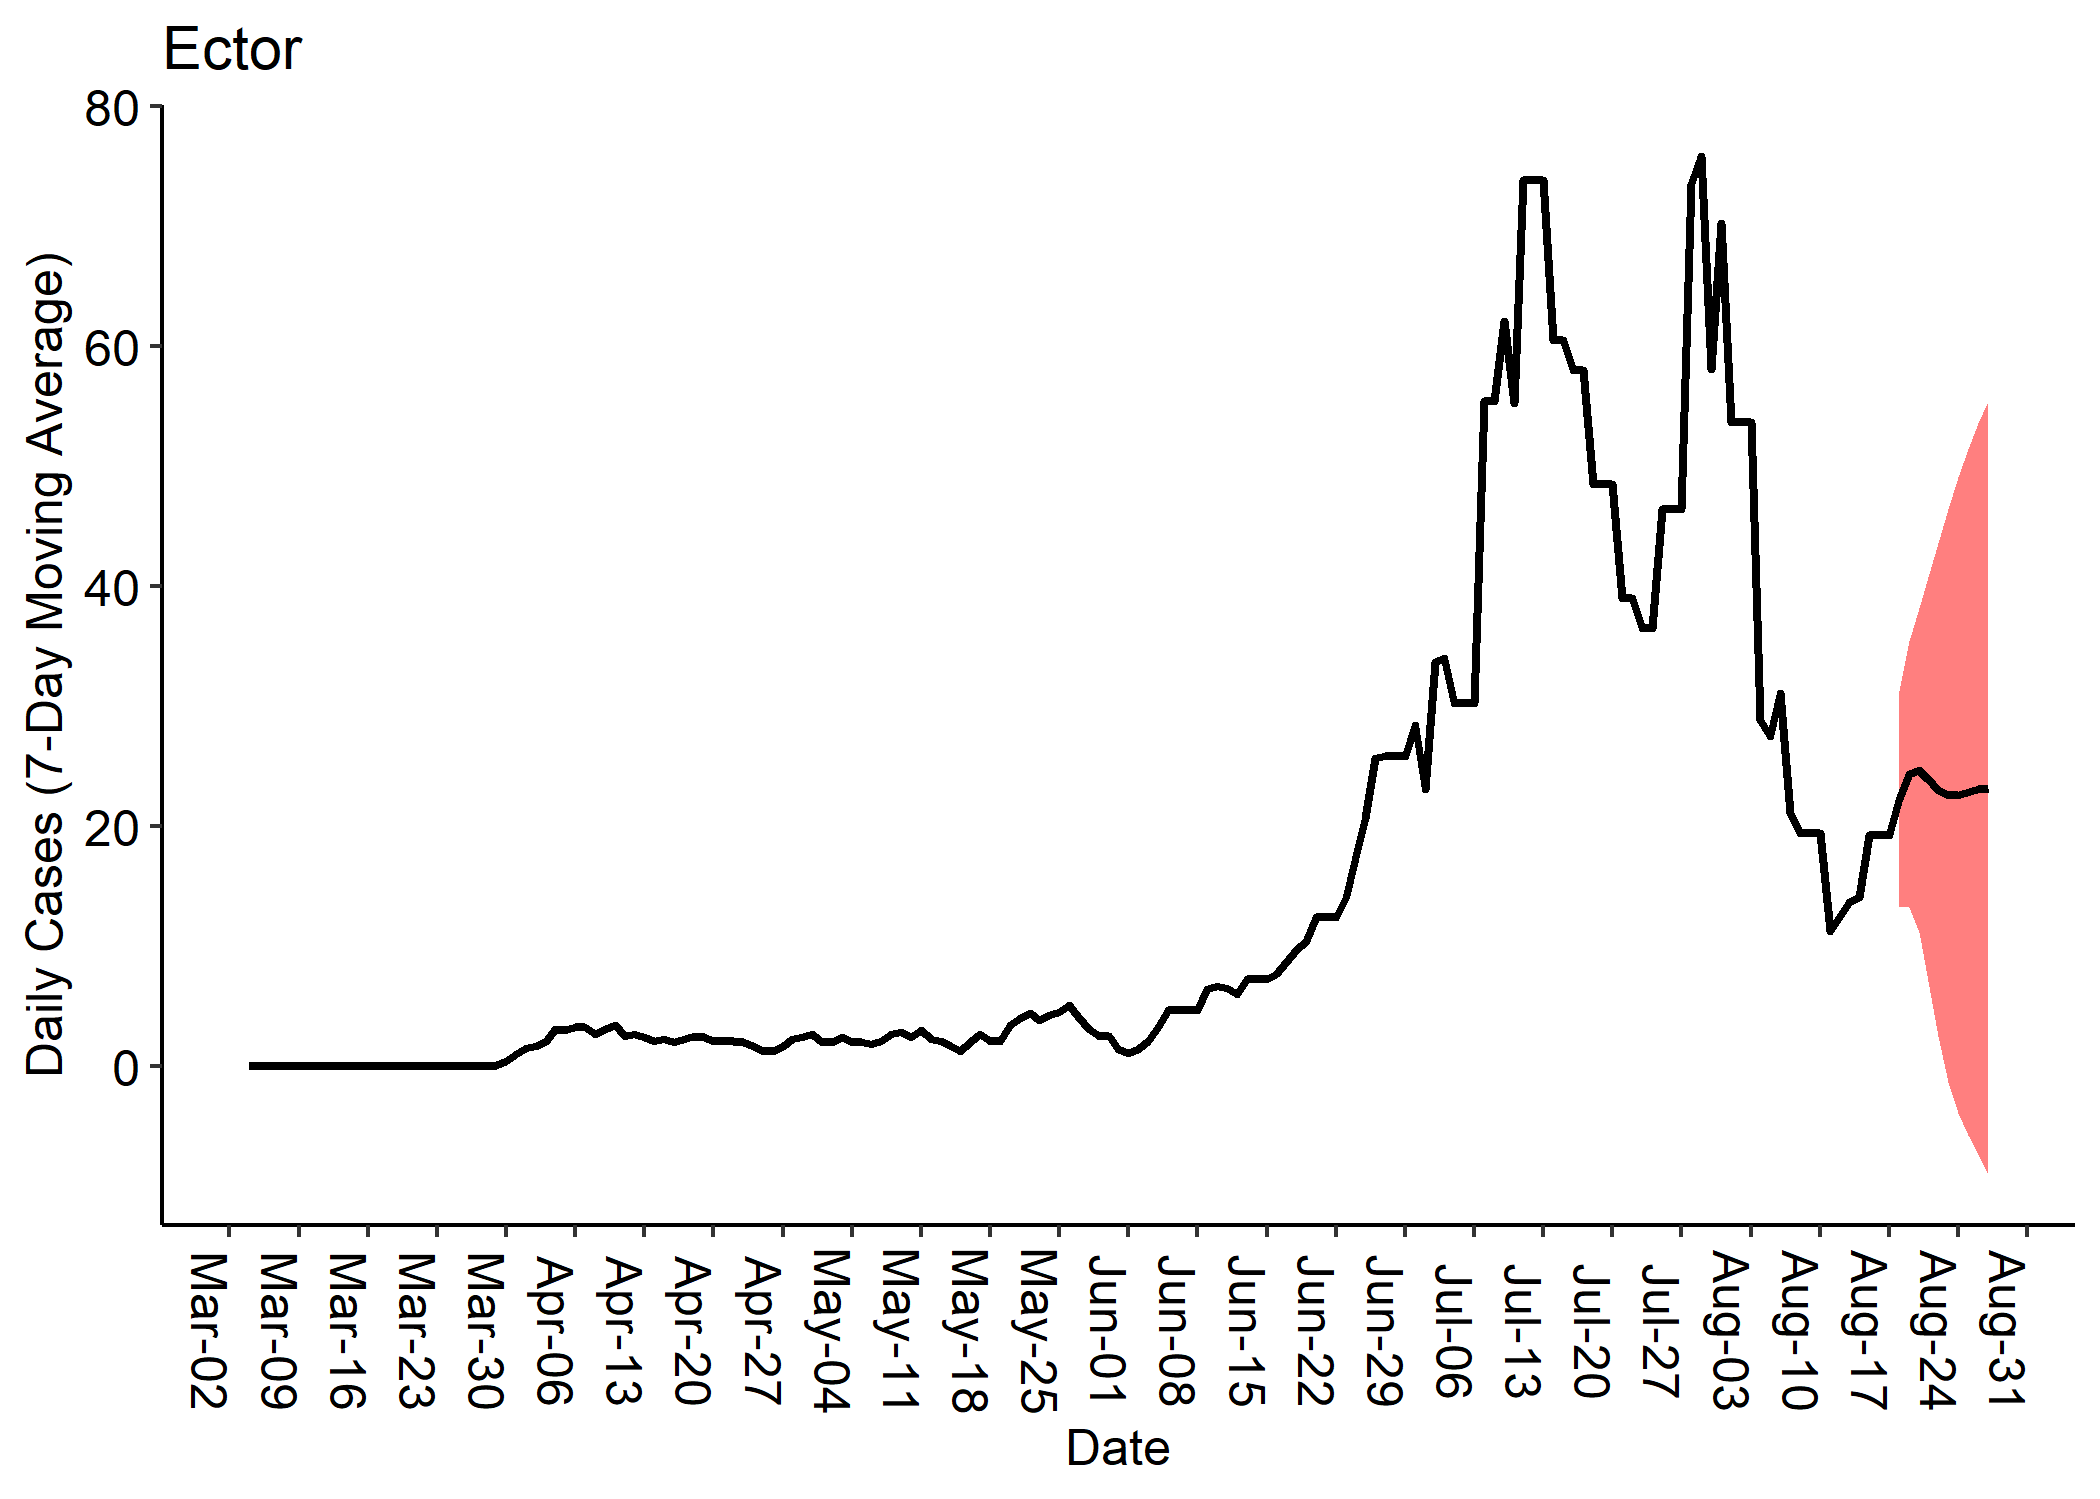 Ector
80
60
40
20
0
Daily Cases (7-Day Moving Average)
Mar-02
Mar-09
Mar-16
Mar-23
Mar-30
Apr-06
Apr-13
Apr-20
Apr-27
May-04
May-11
May-18
May-25
Jun-01
Jun-08
Jun-15
Jun-22
Jun-29
Jul-06
Jul-13
Jul-20
Jul-27
Aug-03
Aug-10
Aug-17
Aug-24
Aug-31
Date